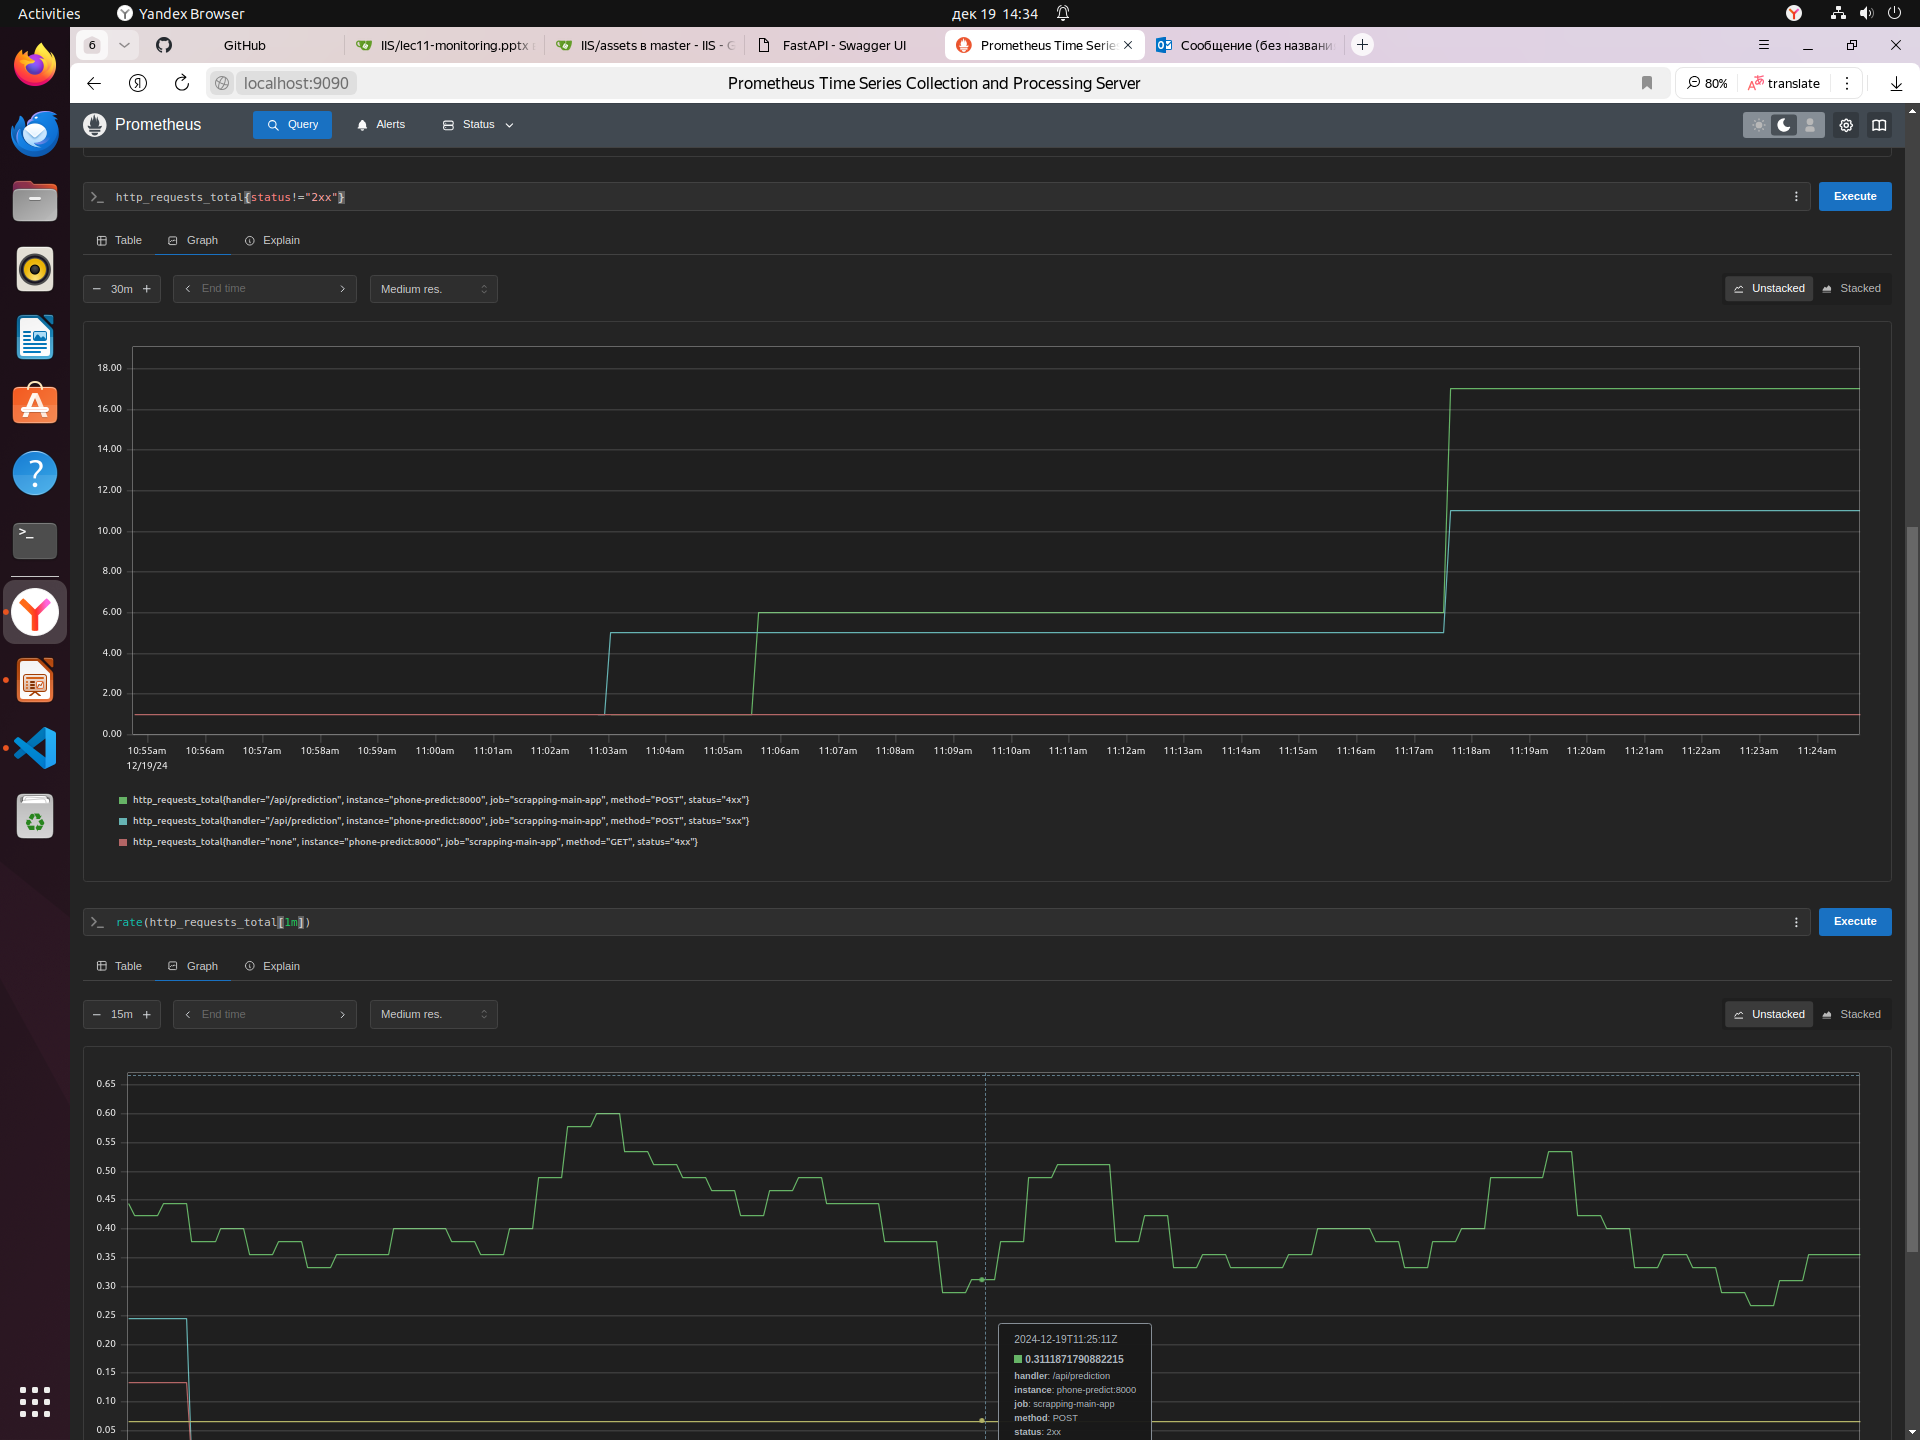 Activities
Yandex Browser
дек 19 14:34
6
GitHub
IIS/lec11-monitoring.pptx
IIS/assets в master - IIS - G
FastAPI - Swagger UI
Prometheus Time Serie
Сообщение (без названи
localhost:9090
Prometheus Time Series Collection and Processing Server
80%
translate
Prometheus
Query
Alerts
Status
http_requests_total{status!="2xx"}
Execute
Table
Graph
Explain
30m
End time
Medium res.
Unstacked
Stacked
18.00
16.00
14.00
12.00
10.00
8.00
6.00
4.00
2.00
0.00
10:55am 10:56am 10:57am 10:58am 10:59am 11:00am 11:01am 11:02am 11:03am 11:04am 11:05am 11:06am 11:07am 11:08am 11:09am 11:10am 11:11am 11:12am 11:13am 11:14am 11:15am 11:16am 11:17am 11:18am 11:19am 11:20am 11:21am 11:22am 11:23am 11:24am
12/19/24
http_requests_total{handler="/api/prediction", instance="phone-predict:8000", job="scrapping-main-app", method="POST", status="4xx"}
http_requests_total{handler="/api/prediction", instance="phone-predict:8000", job="scrapping-main-app", method="POST", status="5xx"}
http_requests_total{handler="none", instance="phone-predict:8000", job="scrapping-main-app", method="GET", status="4xx"}
rate(http_requests_total[1m])
Execute
Table
Graph
Explain
15m
End time
Medium res.
Unstacked
Stacked
0.65
0.60
0.55
0.50
0.45
0.40
0.35
0.30
0.25
0.20
0.15
0.10
0.05
2024-12-19T11:25:11Z
0.3111871790882215
handler: /api/prediction
instance: phone-predict:8000
job: scrapping-main-app
method: POST
status: 2xx